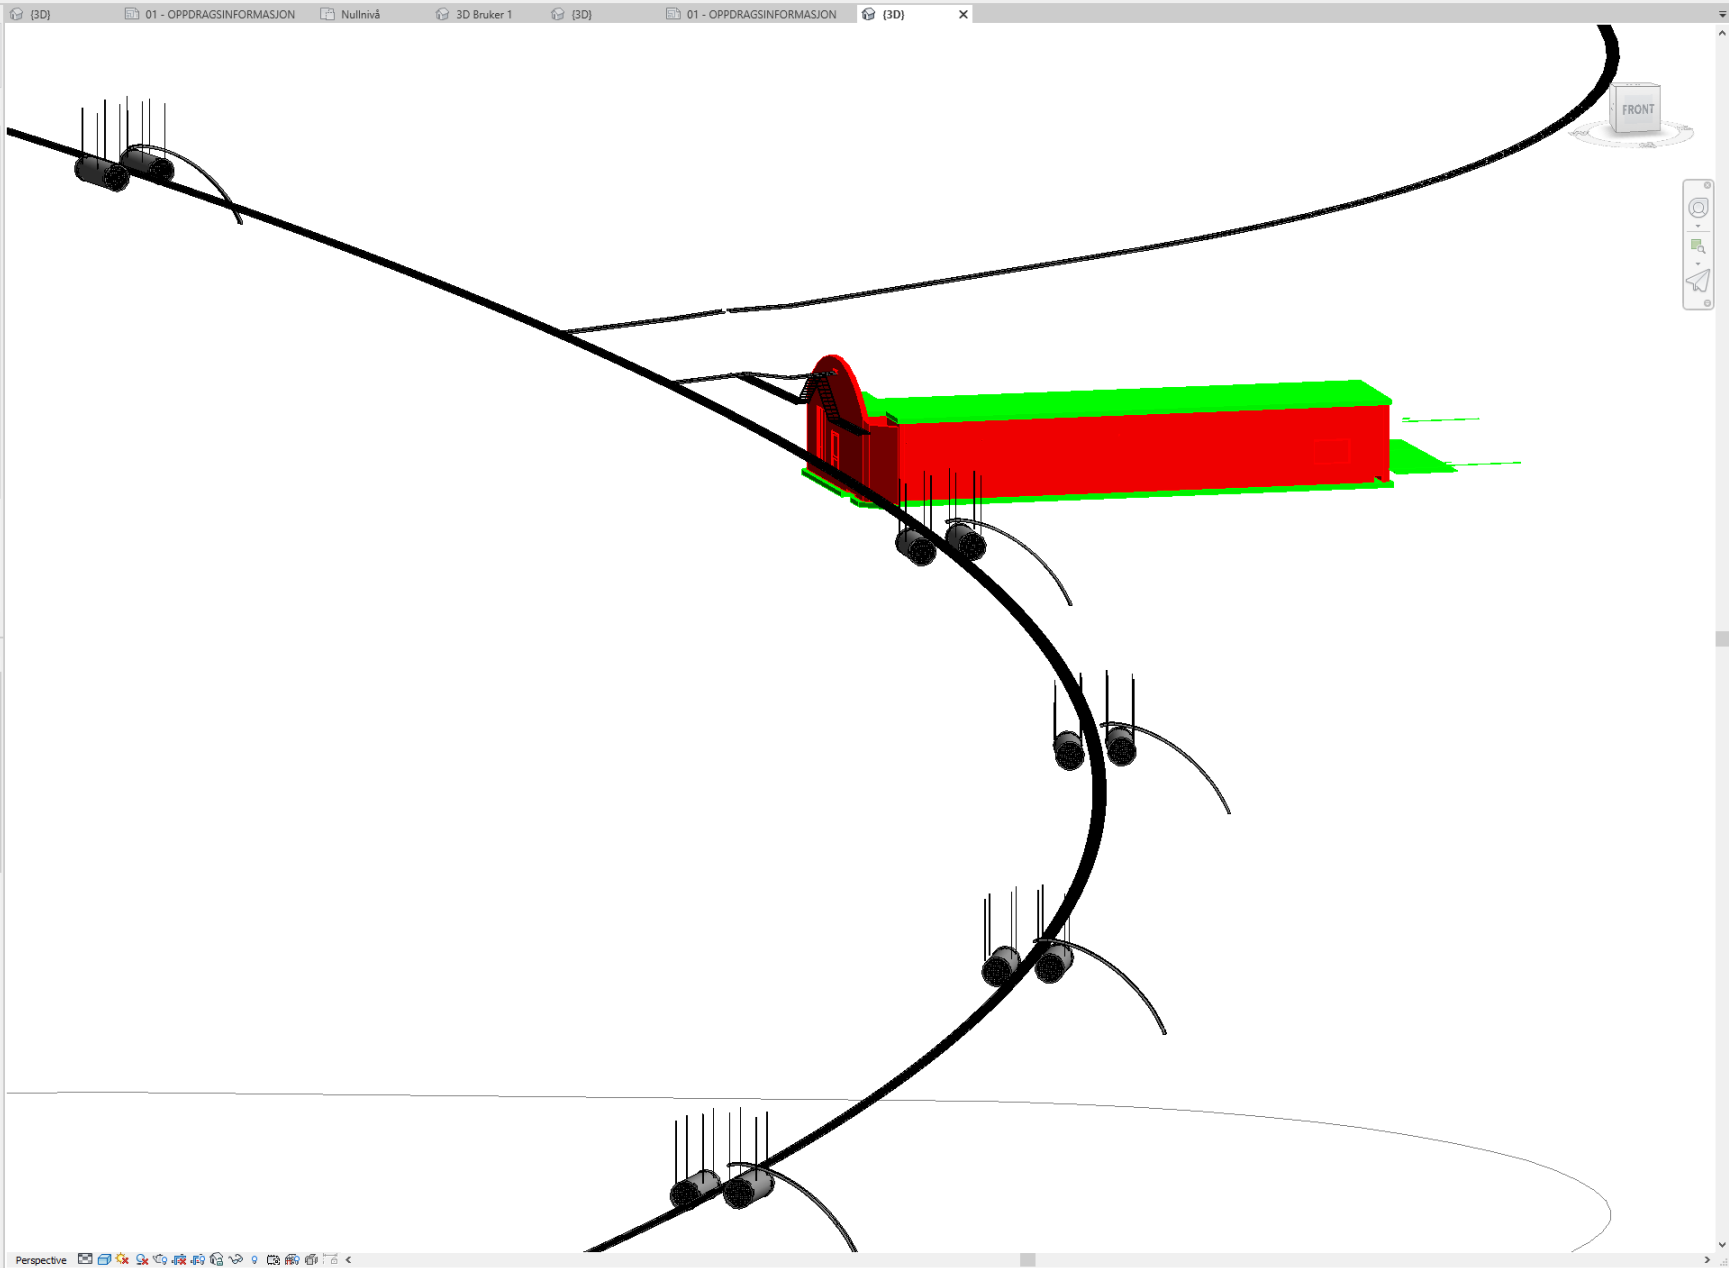 {3D}
01 - OPPDRAGSINFORMASJON
Nullnivå
3D Bruker 1
{3D}
01 - OPPDRAGSINFORMASJON
{3D}
FRONT
Perspective